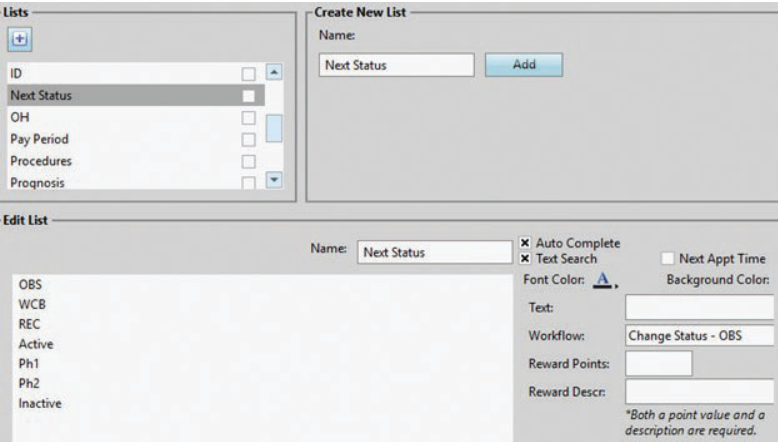 Lists
ID
Next Status
OH
Pay Period
Procedures
Prognosis
Create New List
Name:
Next Status Add
Edit List
Name: Next Status
Auto Complete
Text Search
Next Appt Time
OBS
WCB
REC
Active
Ph1
Ph2
Inactive
Font Color: A Background Color:
Text:
Workflow: Change Status - OBS
Reward Points:
Reward Descr:
*Both a point value and a
description are required.